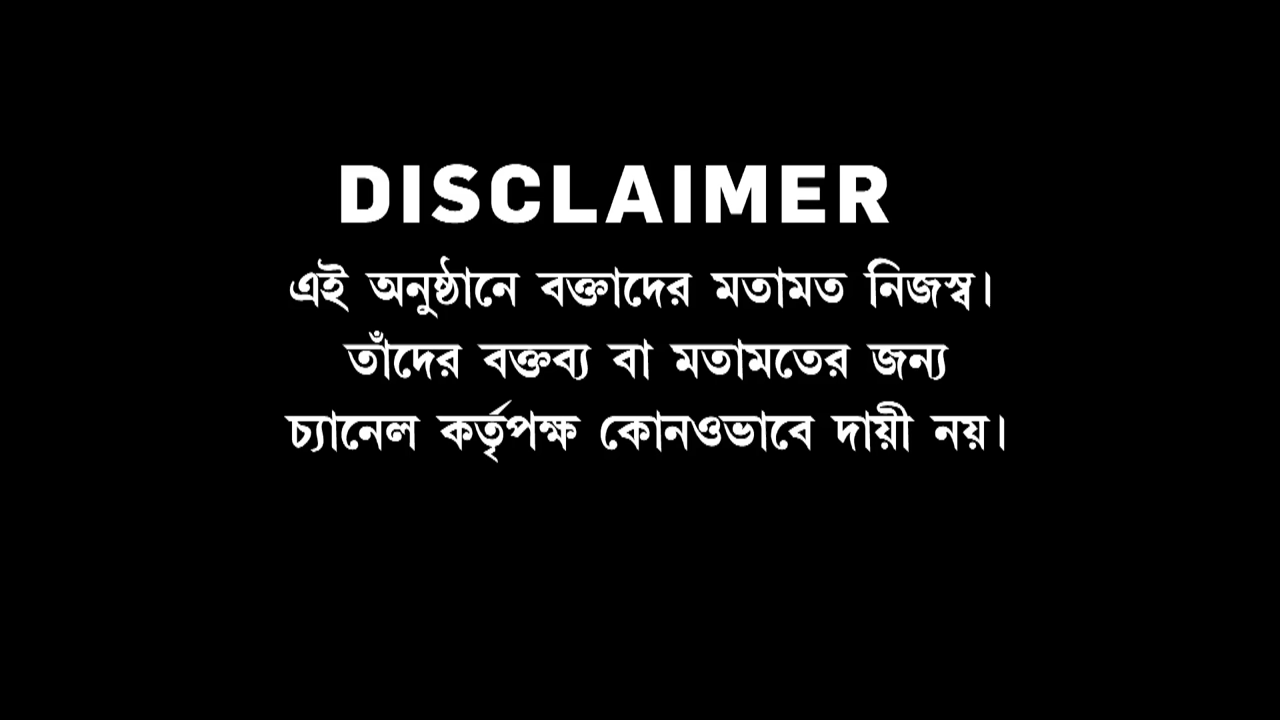 DISCLAIMER
এই অনুষ্ঠানে বক্তাদের মতামত নিজস্ব।
তাঁদের বক্তব্য বা মতামতের জন্য
চ্যানেল কর্তৃপক্ষ কোনওভাবে দায়ী নয়।